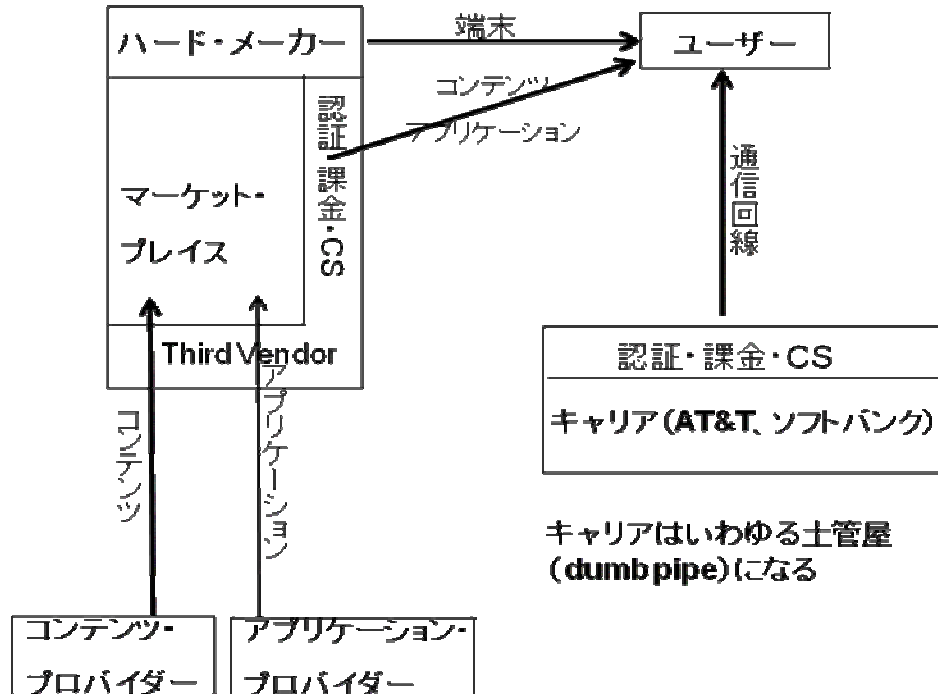 ハード・メーカー
端末
ユーザー
コンテンツ
アプリケーション
認証・課金・CS
マーケット・
プレイス
通信回線
Third Vendor
コンテンツ
アプリケーション
認証・課金・CS
キャリア(AT&T、ソフトバンク)
キャリアはいわゆる土管屋
(dumb pipe)になる
コンテンツ・
プロバイダー
アプリケーション・
プロバイダー